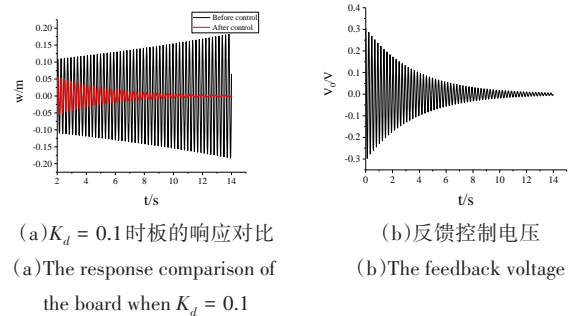 Before control
After control
0.20
0.15
0.10
0.05
0.00
-0.05
-0.10
-0.15
-0.20
w/m
2 4 6 8 10 12 14 16
t/s
0.4
0.3
0.2
0.1
0.0
-0.1
-0.2
-0.3
V₀/V
0 2 4 6 8 10 12 14 16
t/s
(a)K_d = 0.1时板的响应对比
(a)The response comparison of
the board when K_d = 0.1
(b)反馈控制电压
(b)The feedback voltage